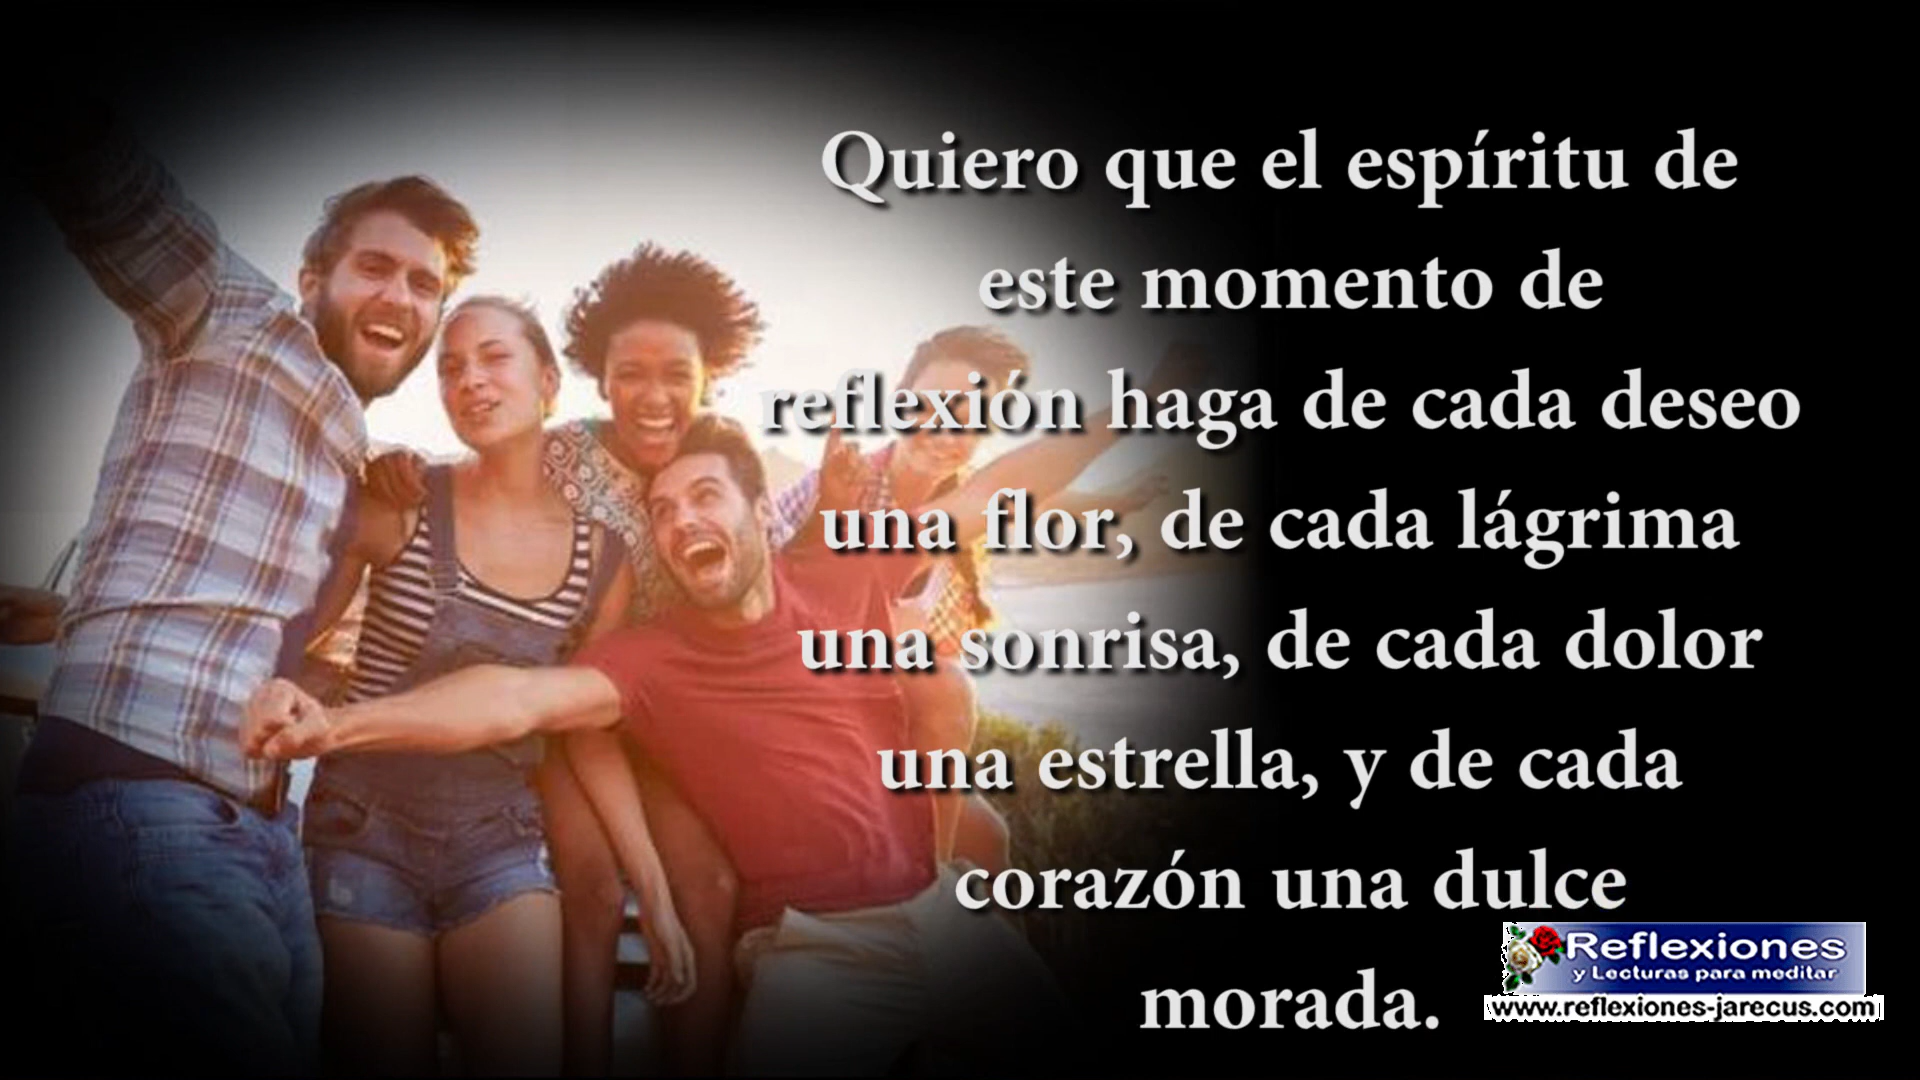 Quiero que el espíritu de
este momento de
reflexión haga de cada deseo
una flor, de cada lágrima
una sonrisa, de cada dolor
una estrella, y de cada
corazón una dulce
morada.
Reflexiones
y Lecturas para meditar
www.reflexiones-jarecus.com